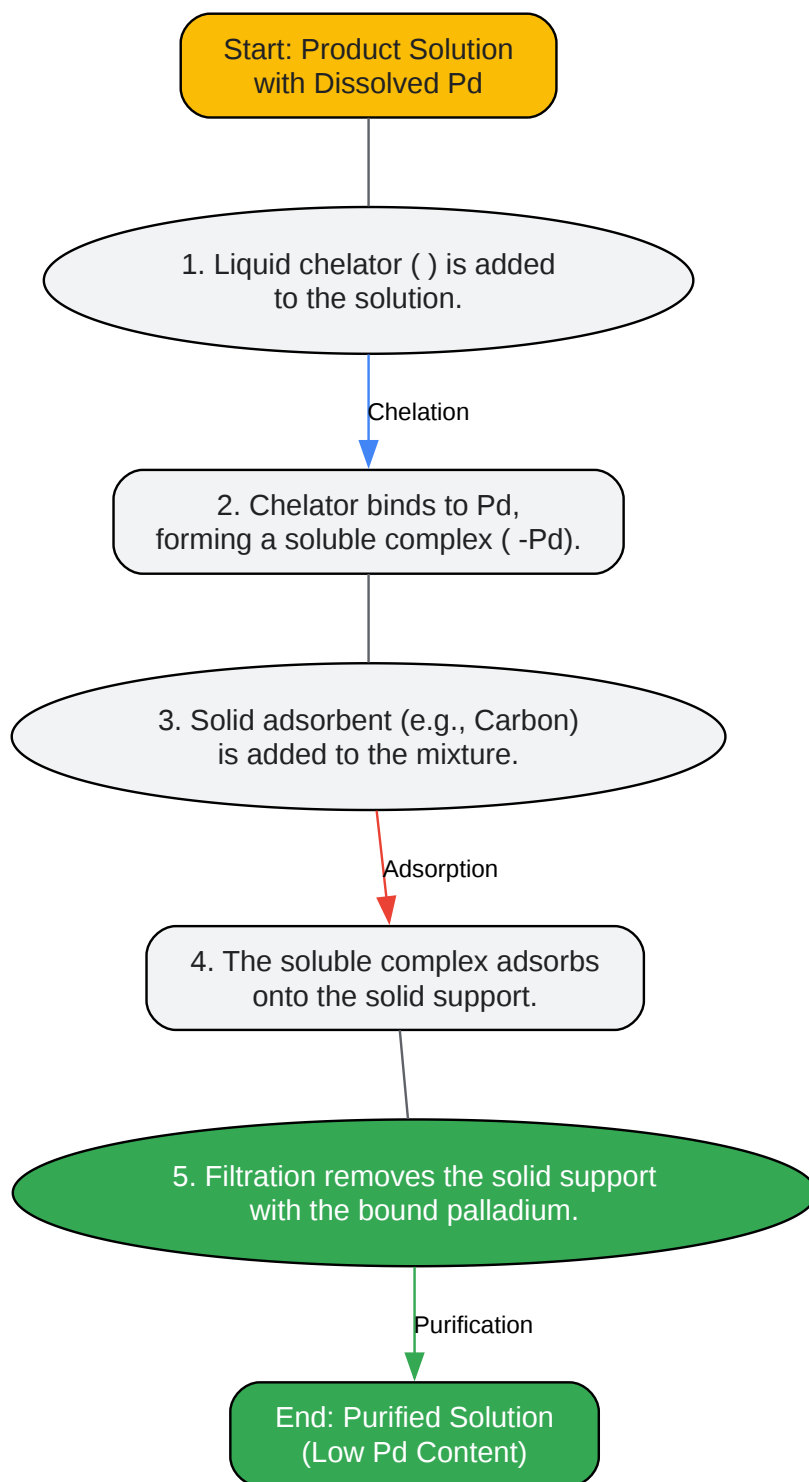 Start: Product Solution
with Dissolved Pd
1. Liquid chelator ( ) is added
to the solution.
Chelation
2. Chelator binds to Pd,
forming a soluble complex ( -Pd).
3. Solid adsorbent (e.g., Carbon)
is added to the mixture.
Adsorption
4. The soluble complex adsorbs
onto the solid support.
5. Filtration removes the solid support
with the bound palladium.
Purification
End: Purified Solution
(Low Pd Content)